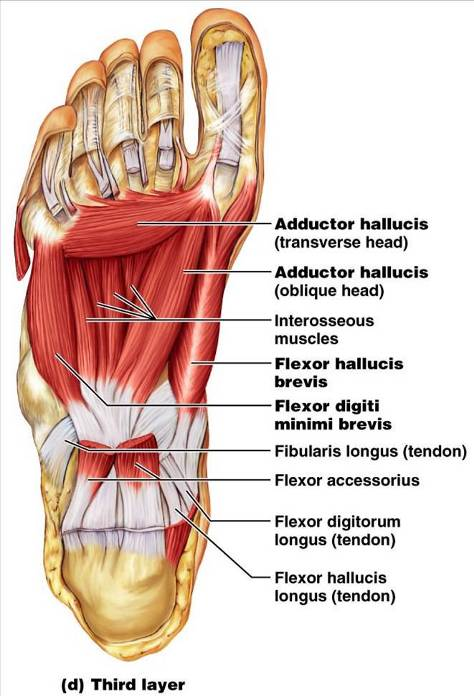 Adductor hallucis
(transverse head)
Adductor hallucis
(oblique head)
Interosseous
muscles
Flexor hallucis
brevis
Flexor digiti
minimi brevis
Fibularis longus (tendon)
Flexor accessorius
Flexor digitorum
longus (tendon)
Flexor hallucis
longus (tendon)
(d) Third layer